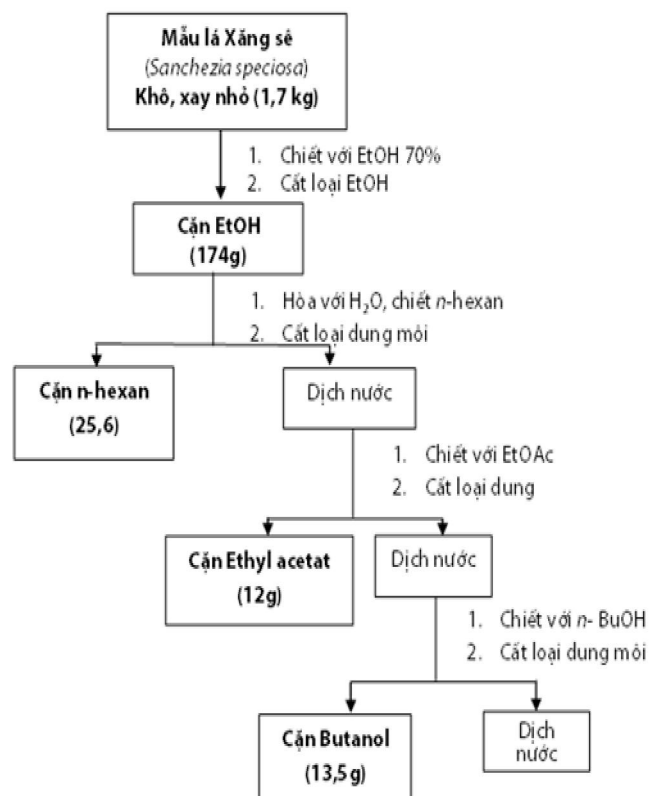 Mẫu lá Xăng sê
(Sanchezia speciosa)
Khô, xay nhỏ (1,7 kg)
1. Chiết với EtOH 70%
2. Cất loại EtOH
Cặn EtOH
(174g)
1. Hòa với H₂O, chiết n-hexan
2. Cất loại dung môi
Cặn n-hexan
(25,6)
Dịch nước
1. Chiết với EtOAc
2. Cất loại dung
Cặn Ethyl acetat
(12g)
Dịch nước
1. Chiết với n- BuOH
2. Cất loại dung môi
Cặn Butanol
(13,5g)
Dịch
nước